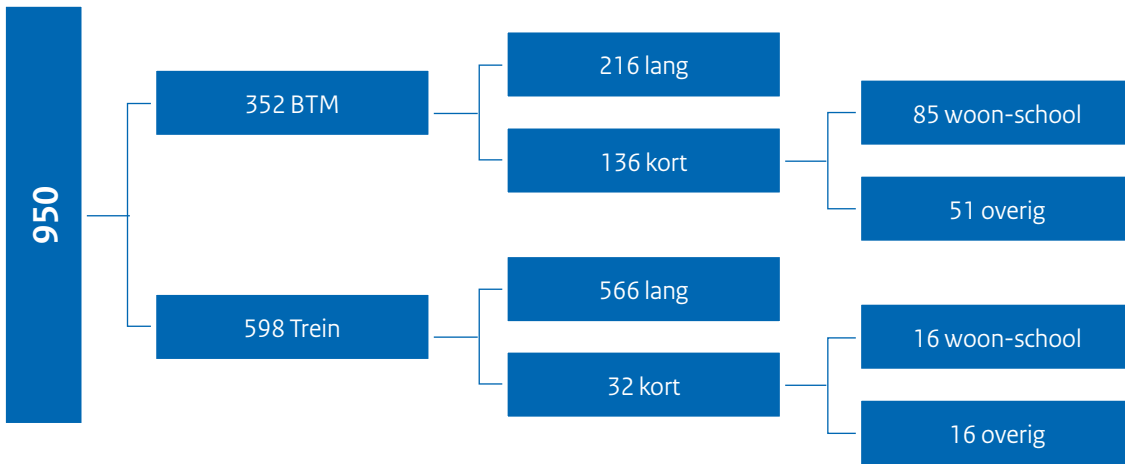 950
352 BTM
216 lang
136 kort
85 woon-school
51 overig
598 Trein
566 lang
32 kort
16 woon-school
16 overig